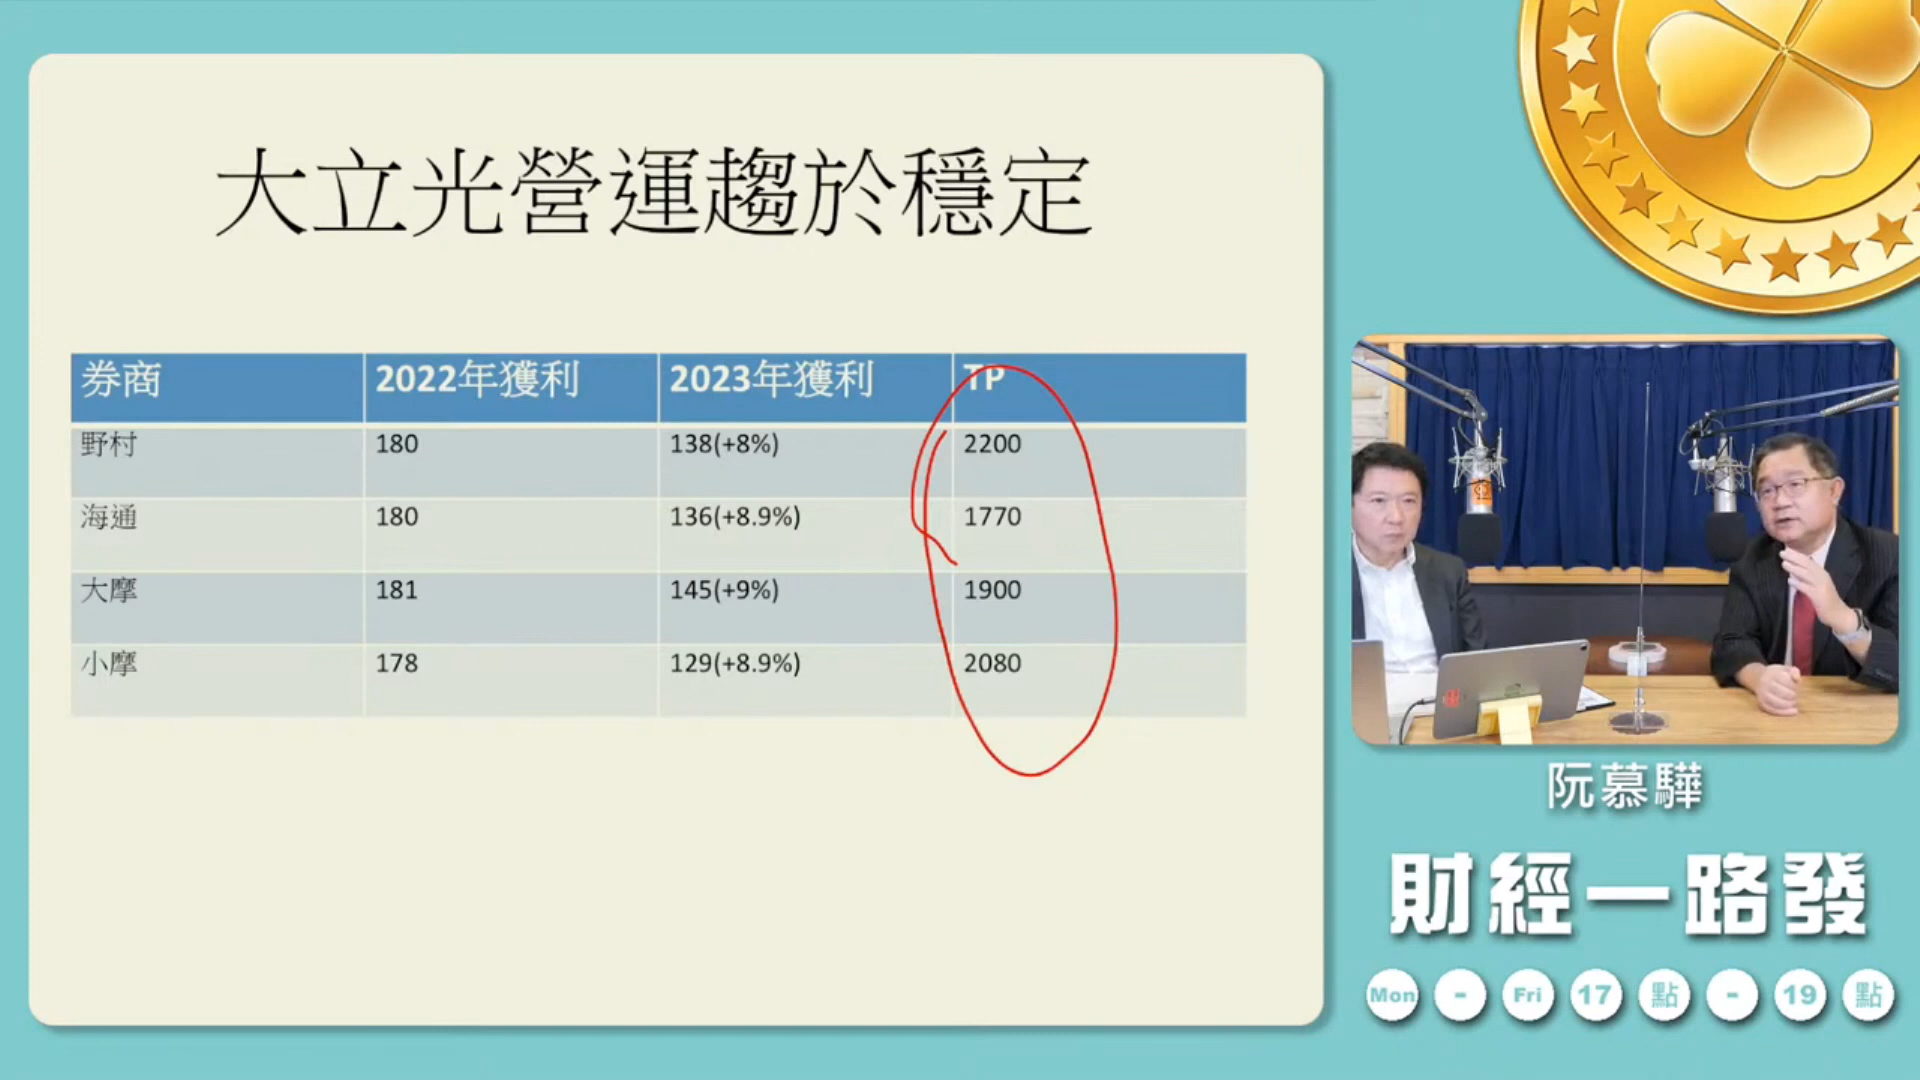 大立光營運趨於穩定
券商 2022年獲利 2023年獲利 TP
野村 180 138(+8%) 2200
海通 180 136(+8.9%) 1770
大摩 181 145(+9%) 1900
小摩 178 129(+8.9%) 2080
阮慕驊
財經一路發
Mon - Fri 17 點 - 19 點